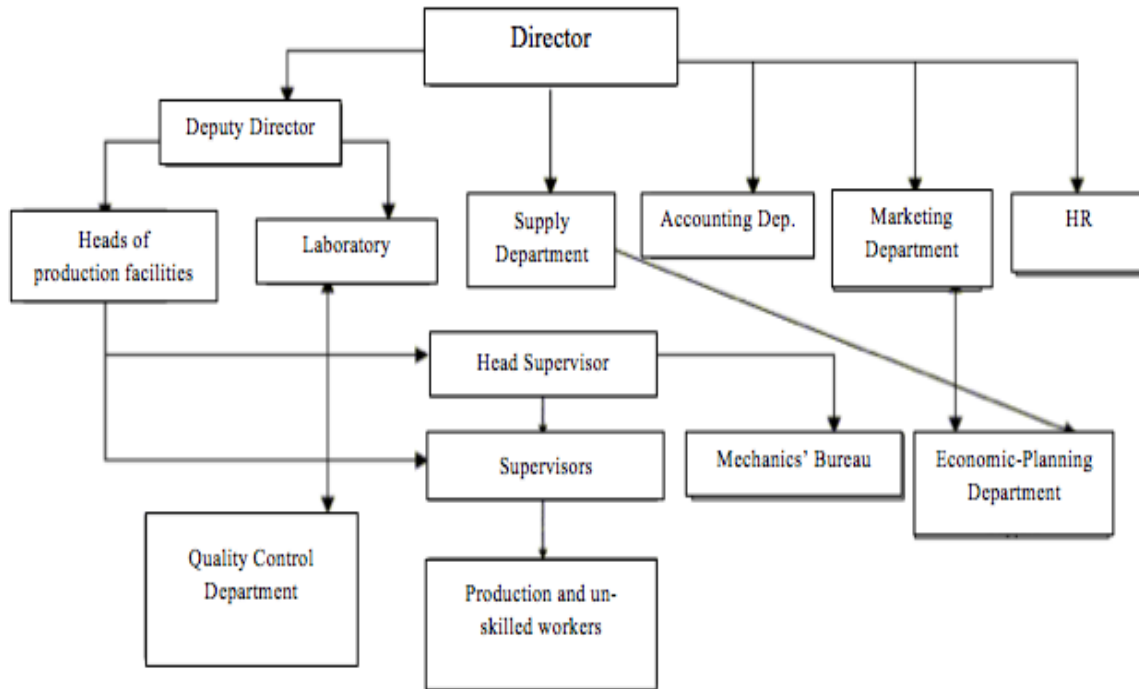 Director
Deputy Director
Heads of
production facilities
Laboratory
Supply
Department
Accounting Dep.
Marketing
Department
HR
Head Supervisor
Supervisors
Mechanics’ Bureau
Economic-Planning
Department
Quality Control
Department
Production and un-
skilled workers